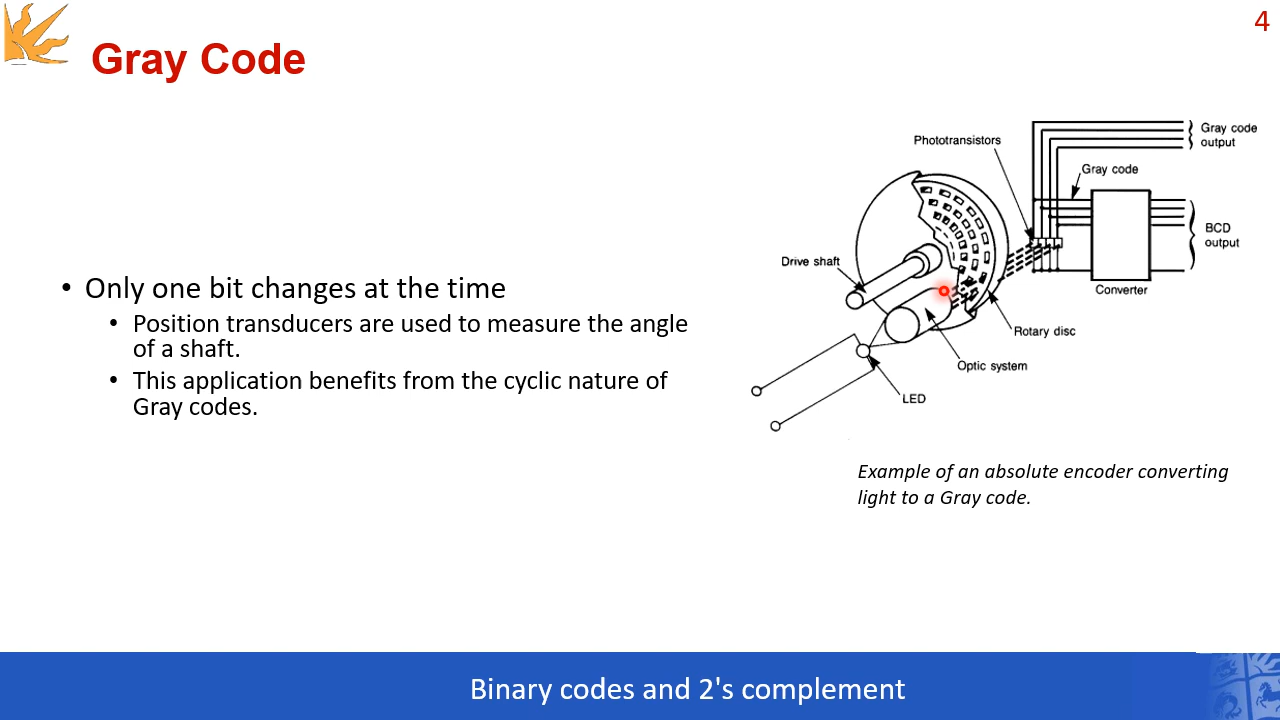 4
Gray Code
• Only one bit changes at the time
• Position transducers are used to measure the angle
of a shaft.
• This application benefits from the cyclic nature of
Gray codes.
Phototransistors
Gray code
output
Gray code
BCD
output
Drive shaft
Converter
Rotary disc
Optic system
LED
Example of an absolute encoder converting
light to a Gray code.
Binary codes and 2's complement